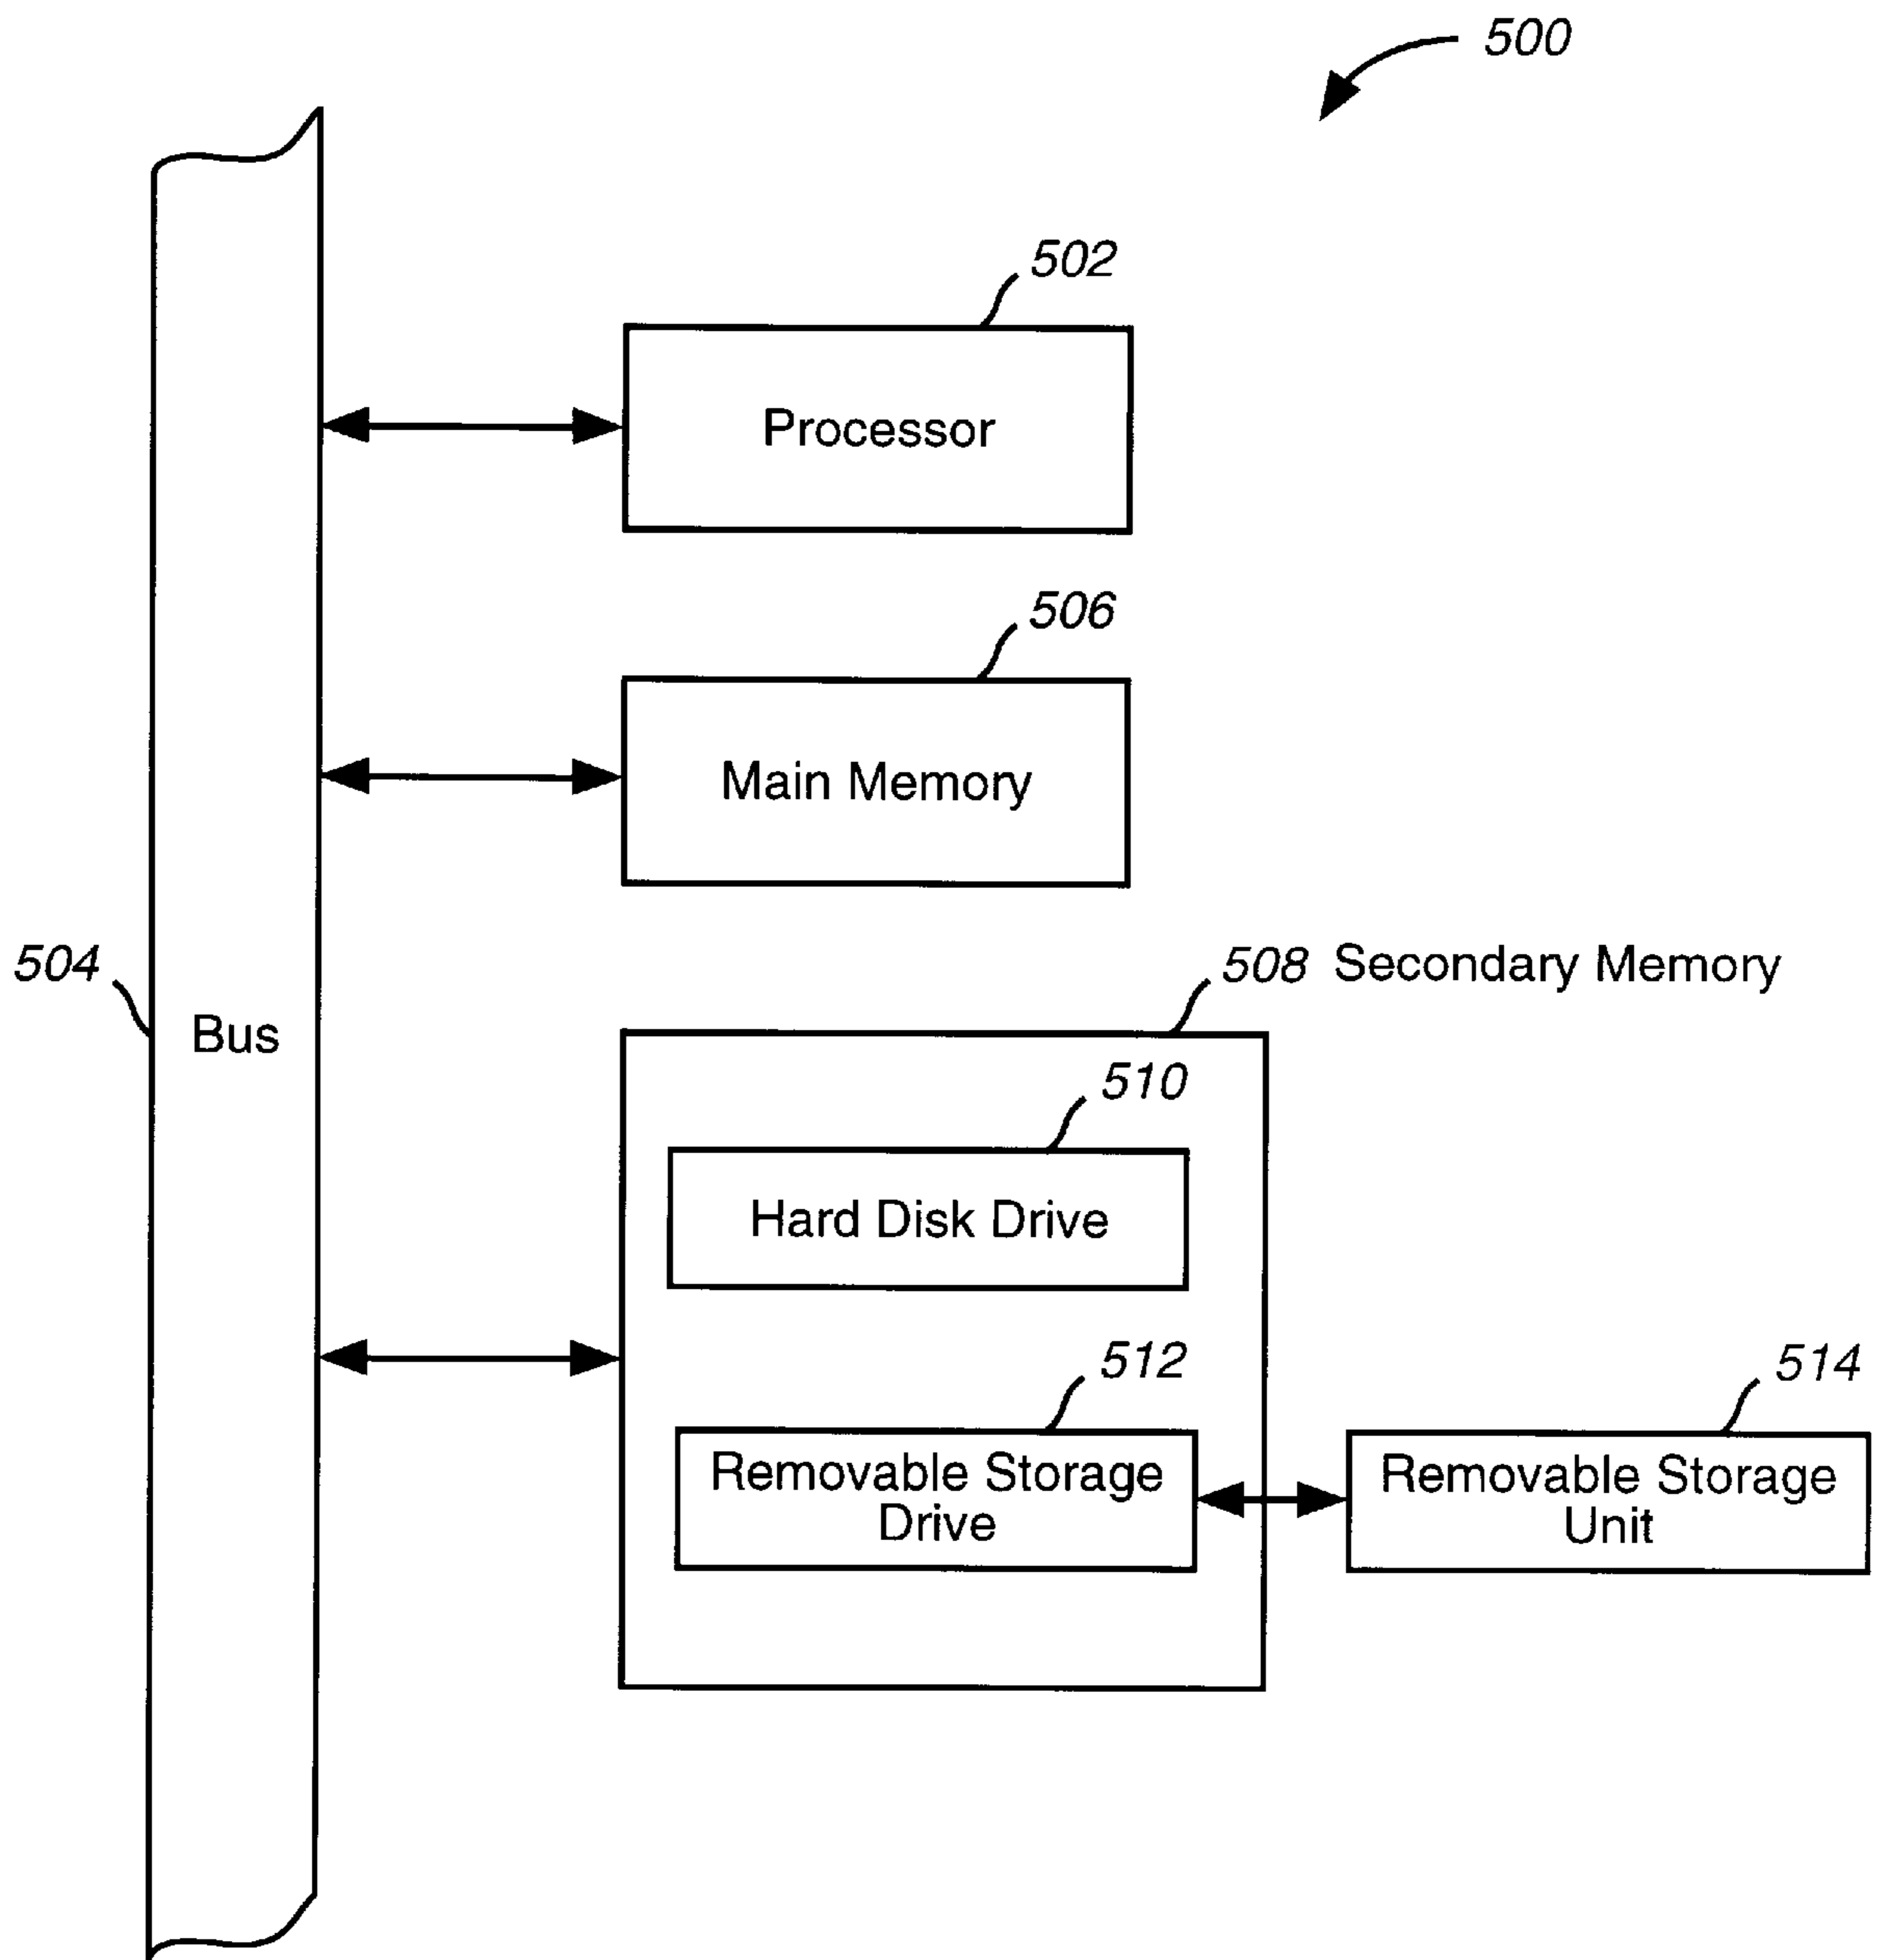 500
502
Processor
506
Main Memory
504
508 Secondary Memory
Bus
510
Hard Disk Drive
512
514
Removable Storage
Drive
Removable Storage
Unit